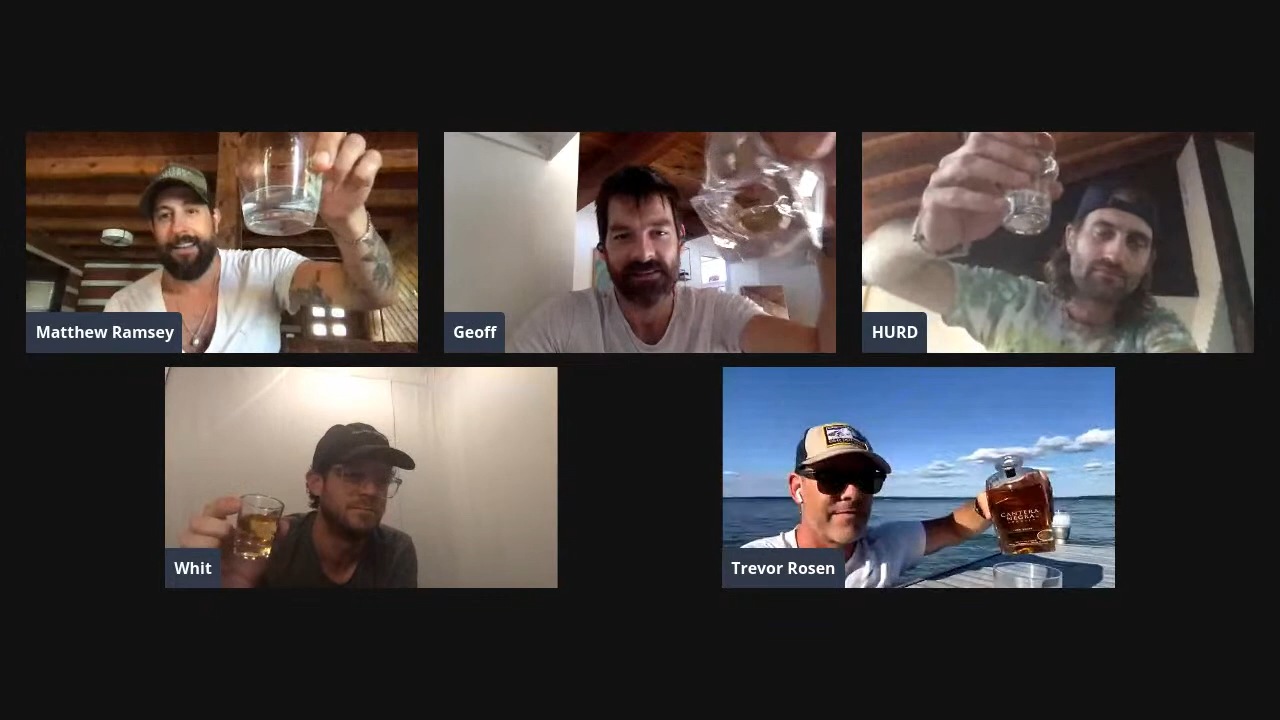 Matthew Ramsey
Geoff
HURD
Whit
Trevor Rosen
CANTERA
NEGRA